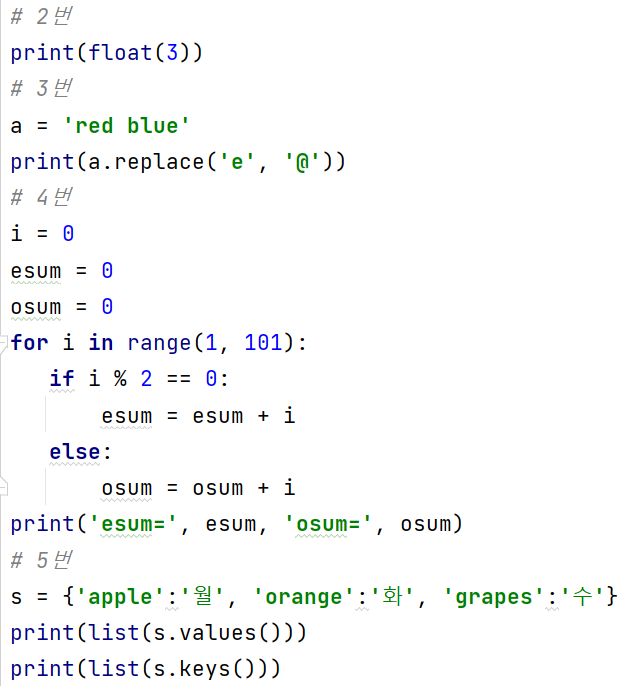 # 2번
print(float(3))
# 3번
a = 'red blue'
print(a.replace('e', '@'))
# 4번
i = 0
esum = 0
osum = 0
for i in range(1, 101):
   if i % 2 == 0:
       esum = esum + i
   else:
       osum = osum + i
print('esum=', esum, 'osum=', osum)
# 5번
s = {'apple':'월', 'orange':'화', 'grapes':'수'}
print(list(s.values()))
print(list(s.keys()))